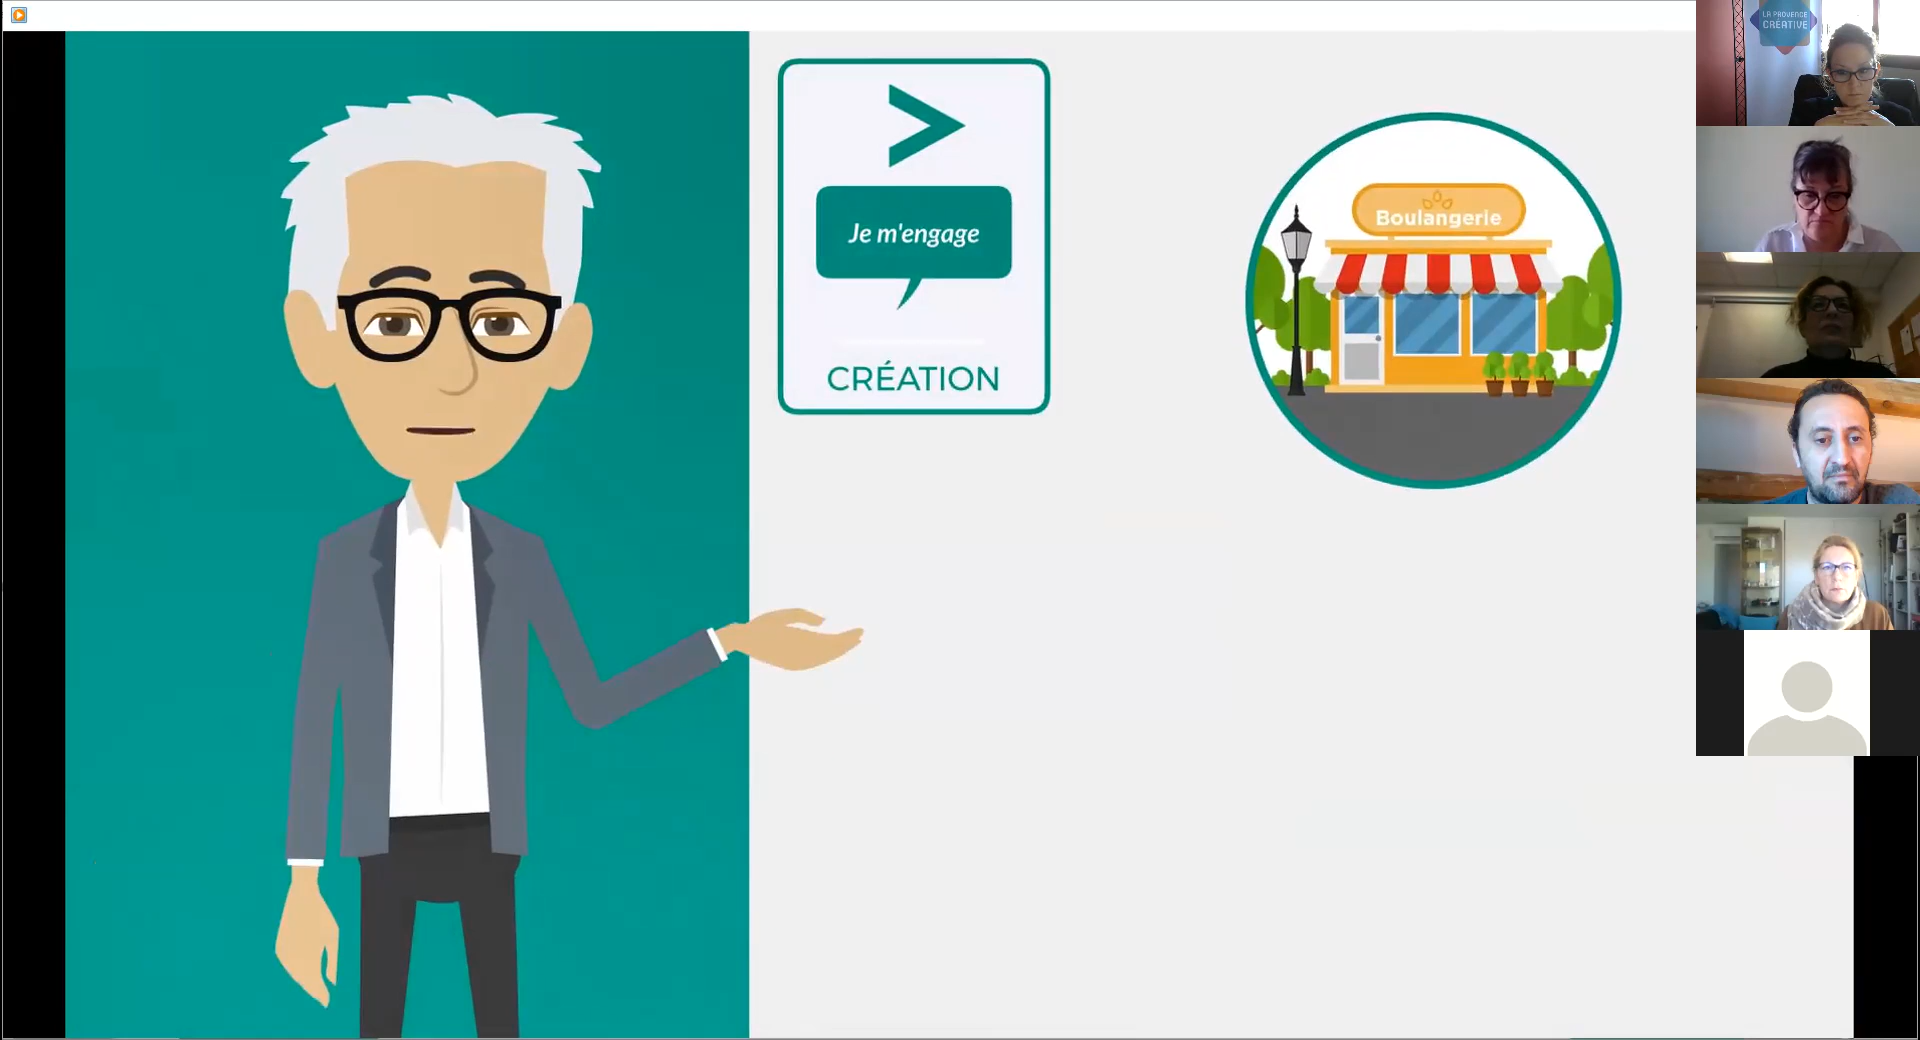 Je m'engage
CRÉATION
Boulangerie
LA PROVENCE
CRÉATIVE